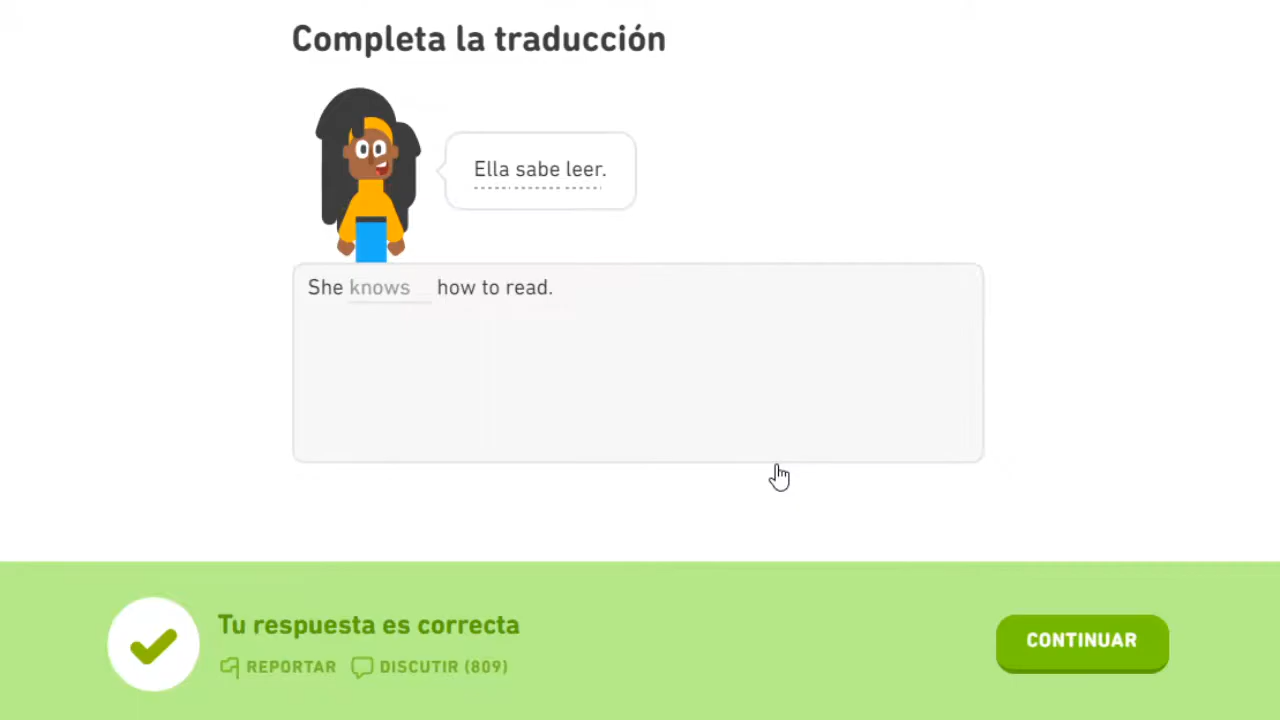 Completa la traducción
Ella sabe leer.
She knows how to read.
Tu respuesta es correcta
REPORTAR DISCUTIR (809)
CONTINUAR